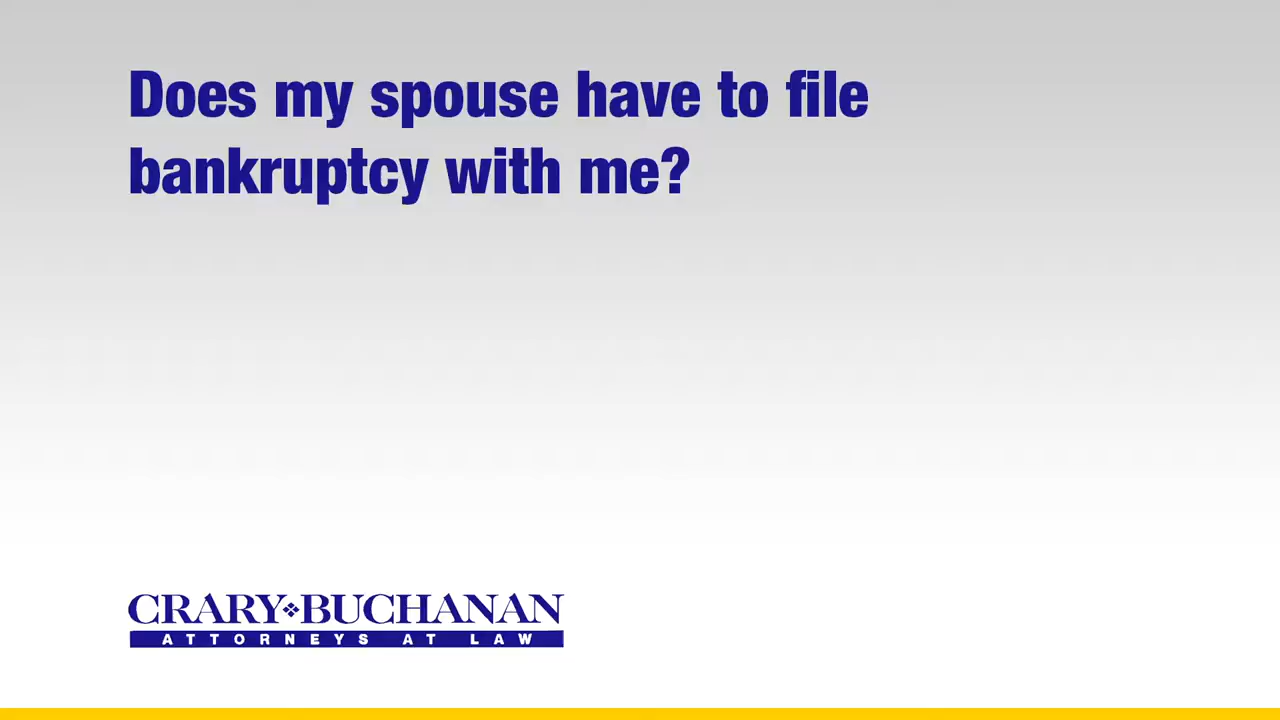 Does my spouse have to file
bankruptcy with me?
CRARY BUCHANAN
ATTORNEYS AT LAW